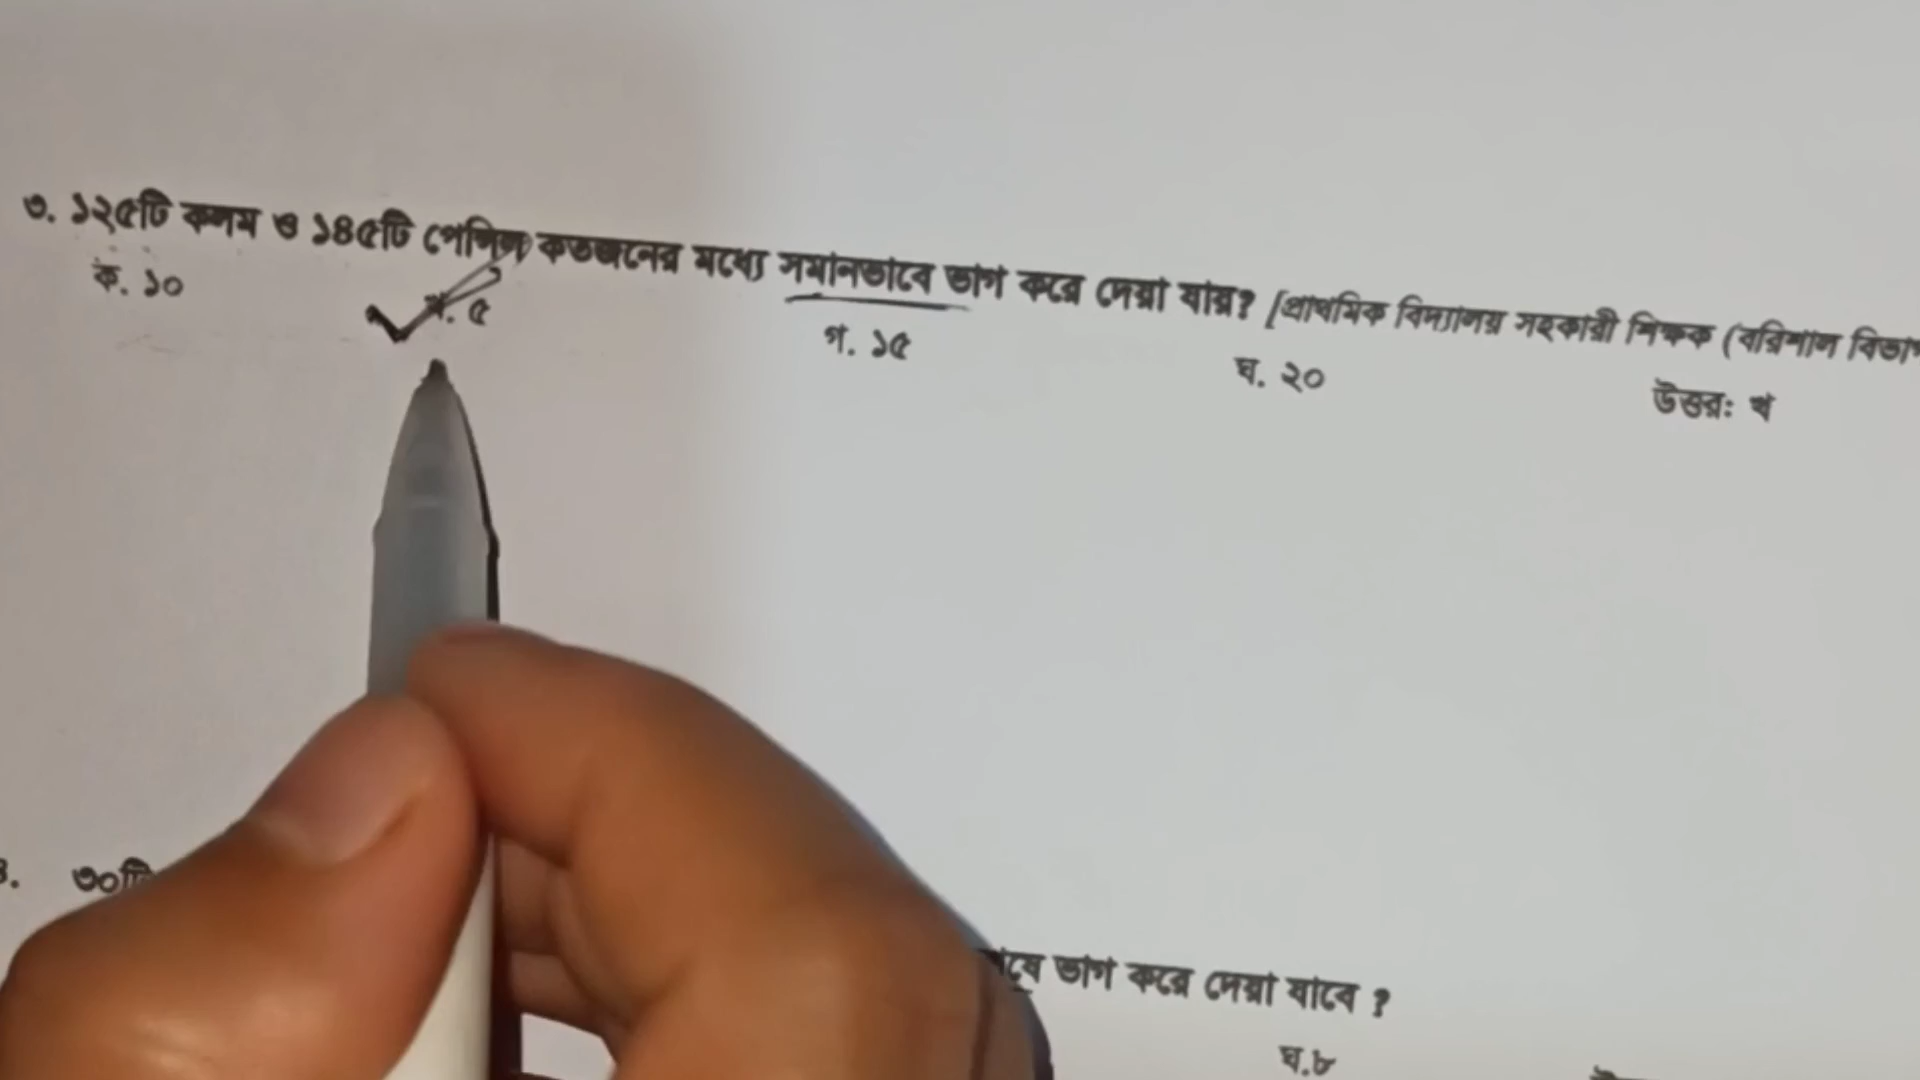 ৩. ১২৫টি কলম ও ১৪৫টি পেন্সিল কতজনের মধ্যে সমানভাবে ভাগ করে দেয়া যায়? [প্রাথমিক বিদ্যালয় সহকারী শিক্ষক (বরিশাল
ক. ১০ খ. ৫ গ. ১৫ ঘ. ২০ উত্তর: খ
৩০টি ভাগ করে দেয়া যাবে ?
ঘ.৮